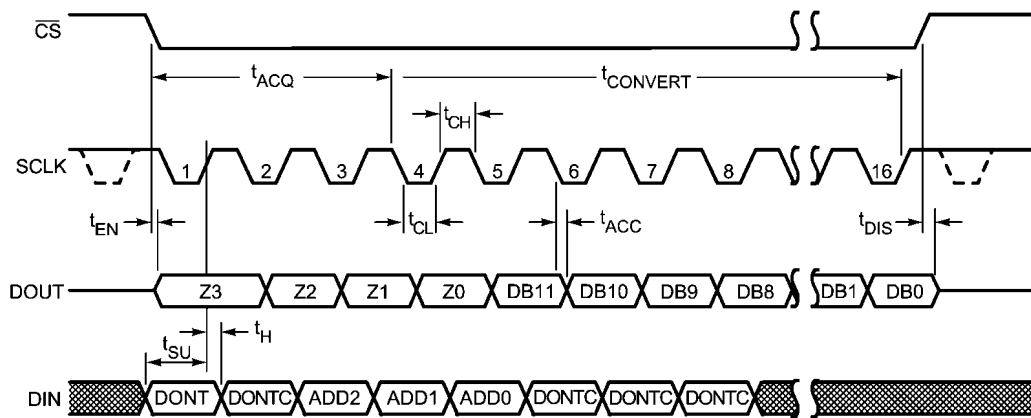 CS
tACQ
tCONVERT
tCH
SCLK
1 2 3 4 5 6 7 8 16
tEN
tCL
tACC
tDIS
DOUT
Z3 Z2 Z1 Z0 DB11 DB10 DB9 DB8 DB1 DB0
tSU
tH
DIN
DONT DONTC ADD2 ADD1 ADD0 DONTC DONTC DONTC